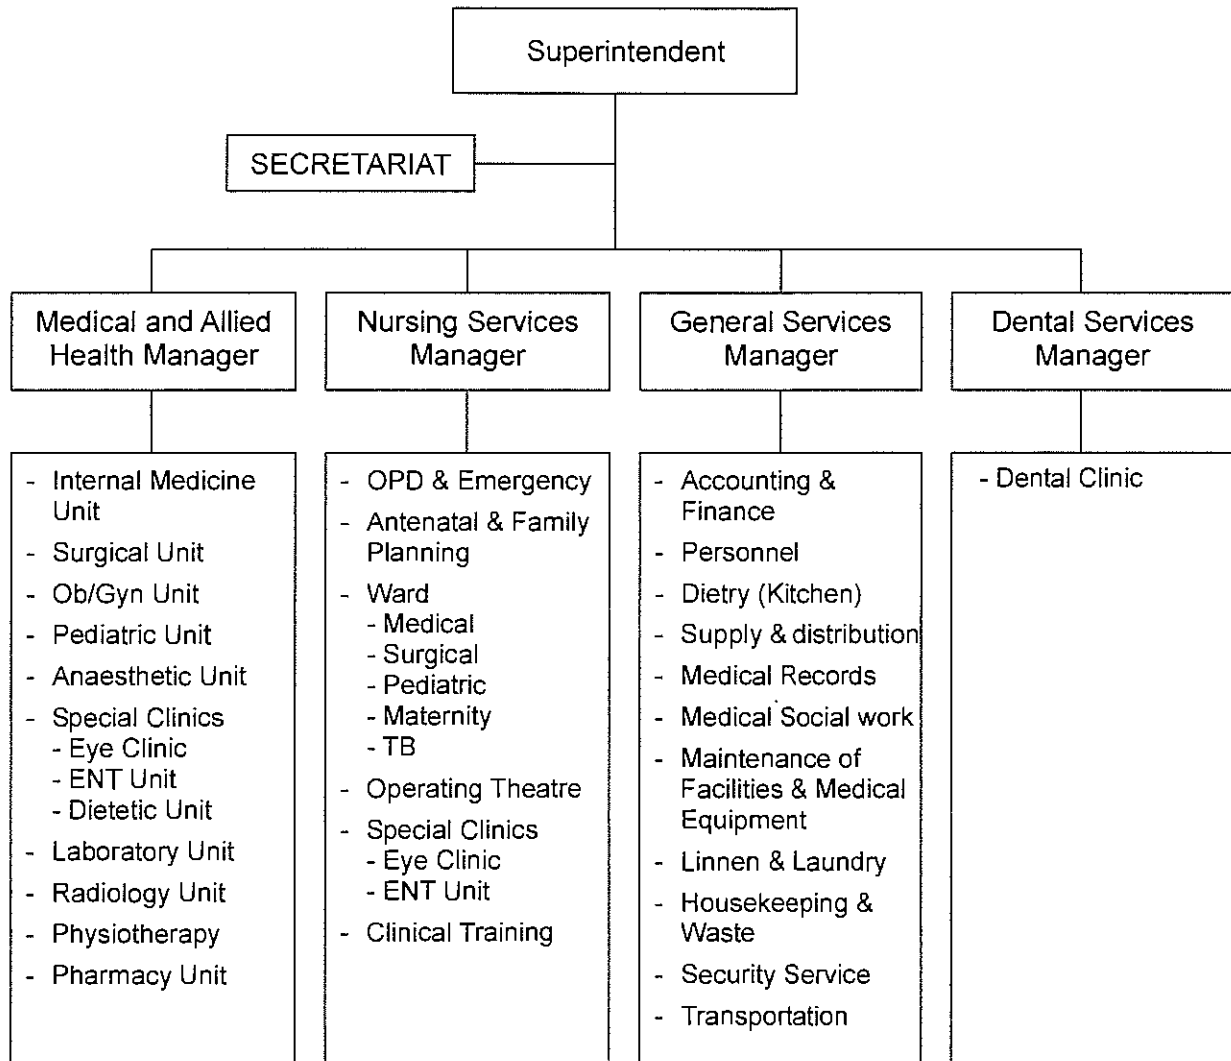 Superintendent
SECRETARIAT
Medical and Allied
Health Manager
Nursing Services
Manager
General Services
Manager
Dental Services
Manager
- Internal Medicine
Unit
- Surgical Unit
- Ob/Gyn Unit
- Pediatric Unit
- Anaesthetic Unit
- Special Clinics
- Eye Clinic
- ENT Unit
- Dietetic Unit
- Laboratory Unit
- Radiology Unit
- Physiotherapy
- Pharmacy Unit
- OPD & Emergency
- Antenatal & Family
Planning
- Ward
- Medical
- Surgical
- Pediatric
- Maternity
- TB
- Operating Theatre
- Special Clinics
- Eye Clinic
- ENT Unit
- Clinical Training
- Accounting &
Finance
- Personnel
- Dietry (Kitchen)
- Supply & distribution
- Medical Records
- Medical Social work
- Maintenance of
Facilities & Medical
Equipment
- Linnen & Laundry
- Housekeeping &
Waste
- Security Service
- Transportation
- Dental Clinic